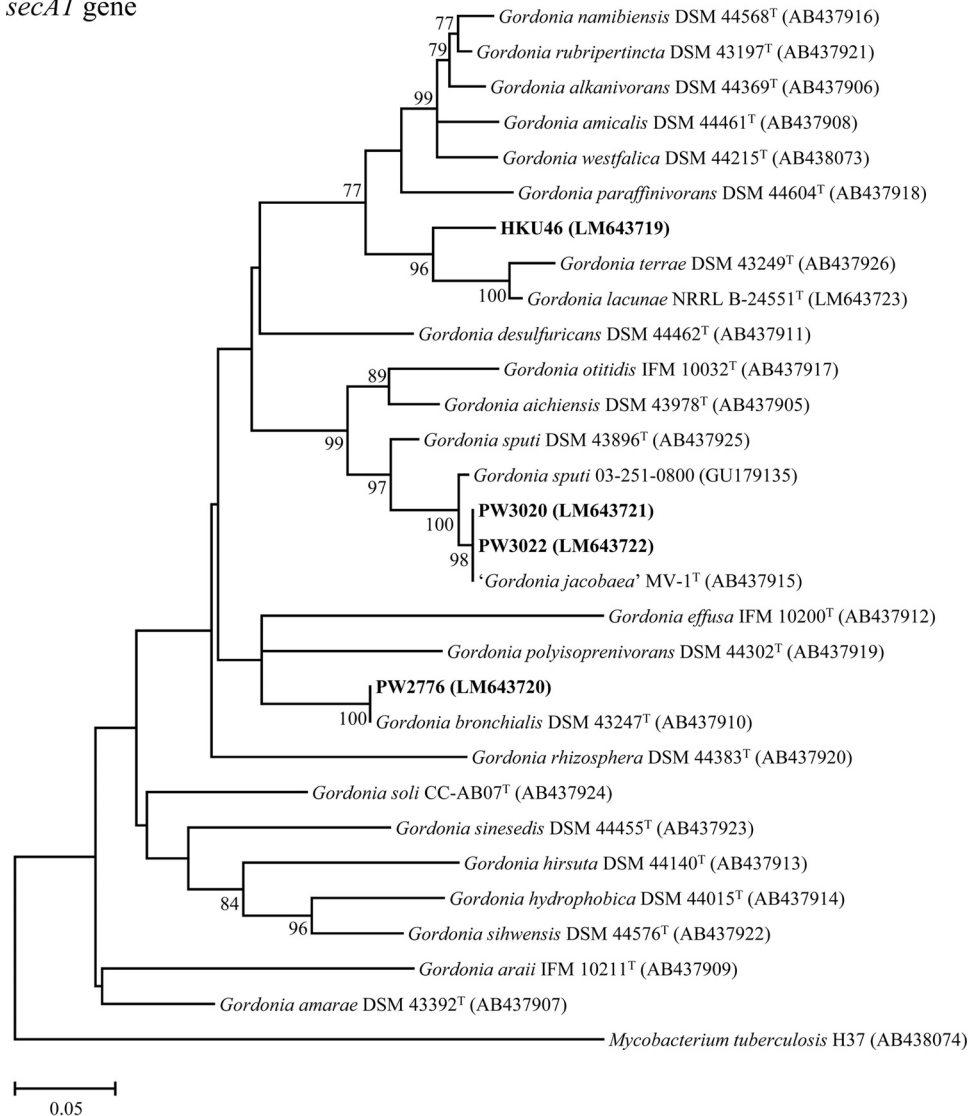 secA1 gene
77
Gordonia namibiensis DSM 44568ᵀ (AB437916)
79
Gordonia rubripertincta DSM 43197ᵀ (AB437921)
Gordonia alkanivorans DSM 44369ᵀ (AB437906)
99
Gordonia amicalis DSM 44461ᵀ (AB437908)
Gordonia westfalica DSM 44215ᵀ (AB438073)
77
Gordonia paraffinivorans DSM 44604ᵀ (AB437918)
HKU46 (LM643719)
96
Gordonia terrae DSM 43249ᵀ (AB437926)
100
Gordonia lacunae NRRL B-24551ᵀ (LM643723)
Gordonia desulfuricans DSM 44462ᵀ (AB437911)
89
Gordonia otitidis IFM 10032ᵀ (AB437917)
Gordonia aichiensis DSM 43978ᵀ (AB437905)
99
Gordonia sputi DSM 43896ᵀ (AB437925)
97
Gordonia sputi 03-251-0800 (GU179135)
100
PW3020 (LM643721)
98
PW3022 (LM643722)
‘Gordonia jacobaea’ MV-1ᵀ (AB437915)
Gordonia effusa IFM 10200ᵀ (AB437912)
Gordonia polyisoprenivorans DSM 44302ᵀ (AB437919)
PW2776 (LM643720)
100
Gordonia bronchialis DSM 43247ᵀ (AB437910)
Gordonia rhizosphera DSM 44383ᵀ (AB437920)
Gordonia soli CC-AB07ᵀ (AB437924)
Gordonia sinesedis DSM 44455ᵀ (AB437923)
Gordonia hirsuta DSM 44140ᵀ (AB437913)
84
Gordonia hydrophobica DSM 44015ᵀ (AB437914)
96
Gordonia sihwensis DSM 44576ᵀ (AB437922)
Gordonia araii IFM 10211ᵀ (AB437909)
Gordonia amarae DSM 43392ᵀ (AB437907)
Mycobacterium tuberculosis H37 (AB438074)
0.05